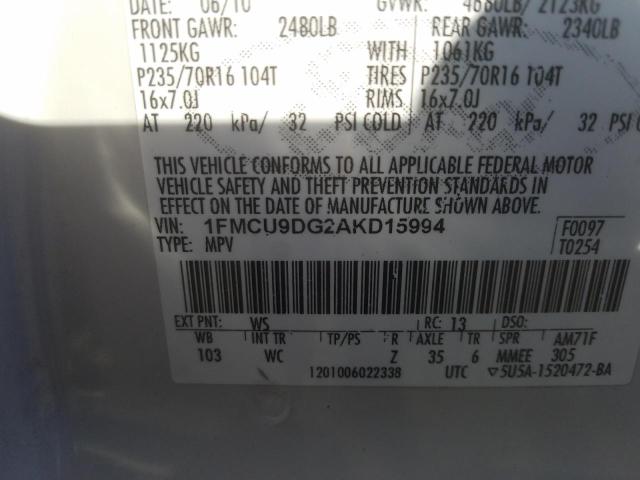 DATE: 06/10 GVWR: 4680LB/ 2123KG
FRONT GAWR: 2480LB REAR GAWR: 2340LB
1125KG WITH 1061KG
P235/70R16 104T TIRES P235/70R16 104T
16x7.0J RIMS 16x7.0J
AT 220 kPa/ 32 PSI COLD AT 220 kPa/ 32 PSI COL
THIS VEHICLE CONFORMS TO ALL APPLICABLE FEDERAL MOTOR
VEHICLE SAFETY AND THEFT PREVENTION STANDARDS IN
EFFECT ON THE DATE OF MANUFACTURE SHOWN ABOVE.
VIN: 1FMCU9DG2AKD15994 F0097
TYPE: MPV T0254
EXT PNT: WS RC: 13 DSO:
WB INT TR TP/PS R AXLE TR SPR AM71F
103 WC Z 35 6 MMEE 305
1201006022338 UTC ▽5U5A-1520472-BA